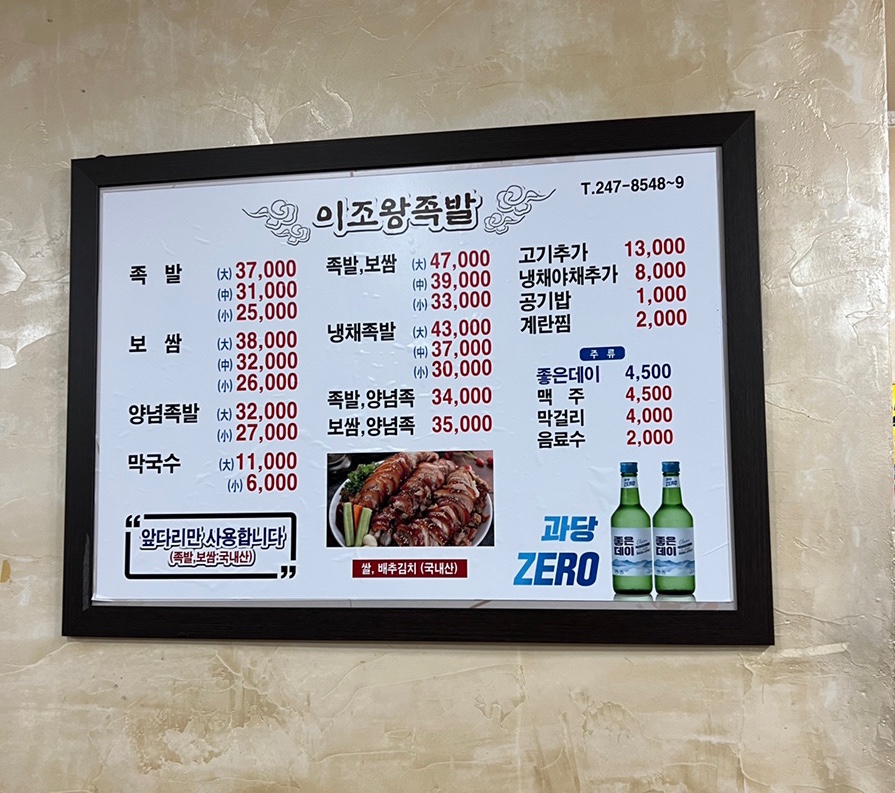 이조왕족발
T.247-8548~9
족 발 (大) 37,000
(中) 31,000
(小) 25,000
보 쌈 (大) 38,000
(中) 32,000
(小) 26,000
양념족발 (大) 32,000
(小) 27,000
막국수 (大) 11,000
(小) 6,000
"앞다리만 사용합니다
(족발,보쌈:국내산)"
족발,보쌈 (大) 47,000
(中) 39,000
(小) 33,000
냉채족발 (大) 43,000
(中) 37,000
(小) 30,000
족발,양념족 34,000
보쌈,양념족 35,000
쌀, 배추김치 (국내산)
고기추가 13,000
냉채야채추가 8,000
공기밥 1,000
계란찜 2,000
주 류
좋은데이 4,500
맥 주 4,500
막걸리 4,000
음료수 2,000
과당
ZERO
ZERO
좋은
데이
ZERO
좋은
데이